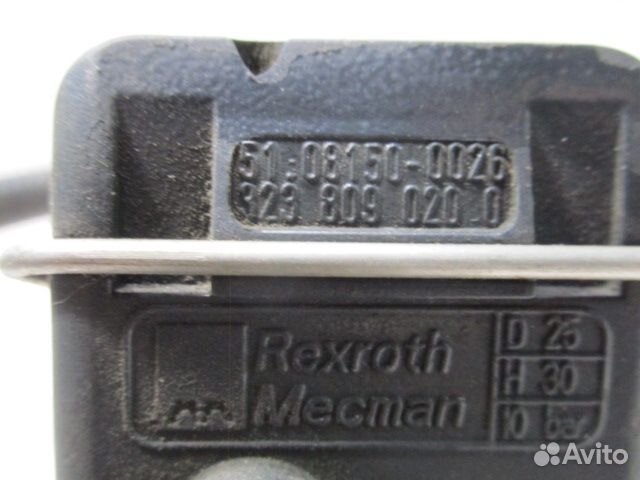 51.08150-0026
323 809 020 0
Rexroth
Mecman
D 25
H 30
10 bar
Avito